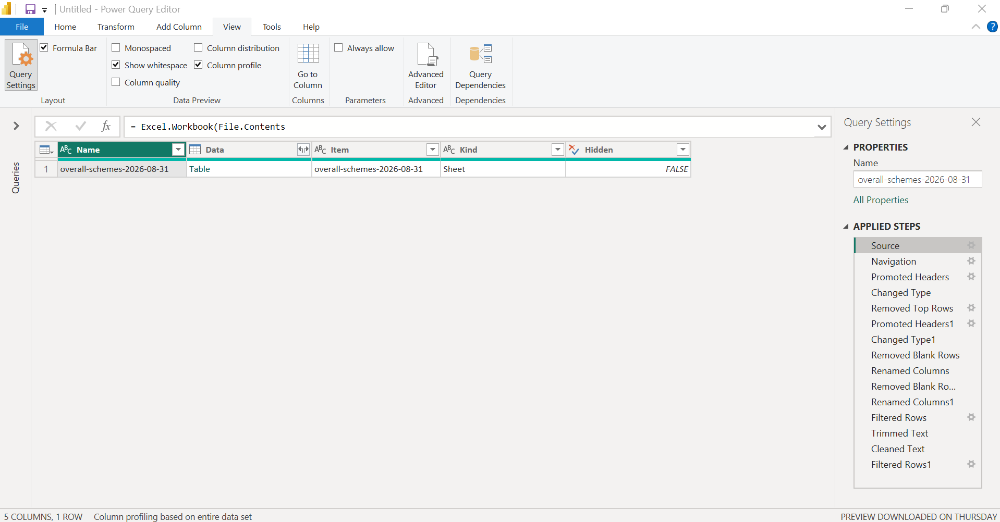 Untitled - Power Query Editor
File Home Transform Add Column View Tools Help ?
Query Settings
Formula Bar
Layout
Monospaced
Show whitespace
Column quality
Column distribution
Column profile
Data Preview
Go to Column
Columns
Always allow
Parameters
Advanced Editor
Advanced
Query Dependencies
Dependencies
Queries
fx = Excel.Workbook(File.Contents
ABC Name Data ABC Item ABC Kind Hidden
1 overall-schemes-2026-08-31 Table overall-schemes-2026-08-31 Sheet FALSE
Query Settings
PROPERTIES
Name
overall-schemes-2026-08-31
All Properties
APPLIED STEPS
Source
Navigation
Promoted Headers
Changed Type
Removed Top Rows
Promoted Headers1
Changed Type1
Removed Blank Rows
Renamed Columns
Removed Blank Ro...
Renamed Columns1
Filtered Rows
Trimmed Text
Cleaned Text
Filtered Rows1
5 COLUMNS, 1 ROW Column profiling based on entire data set
PREVIEW DOWNLOADED ON THURSDAY